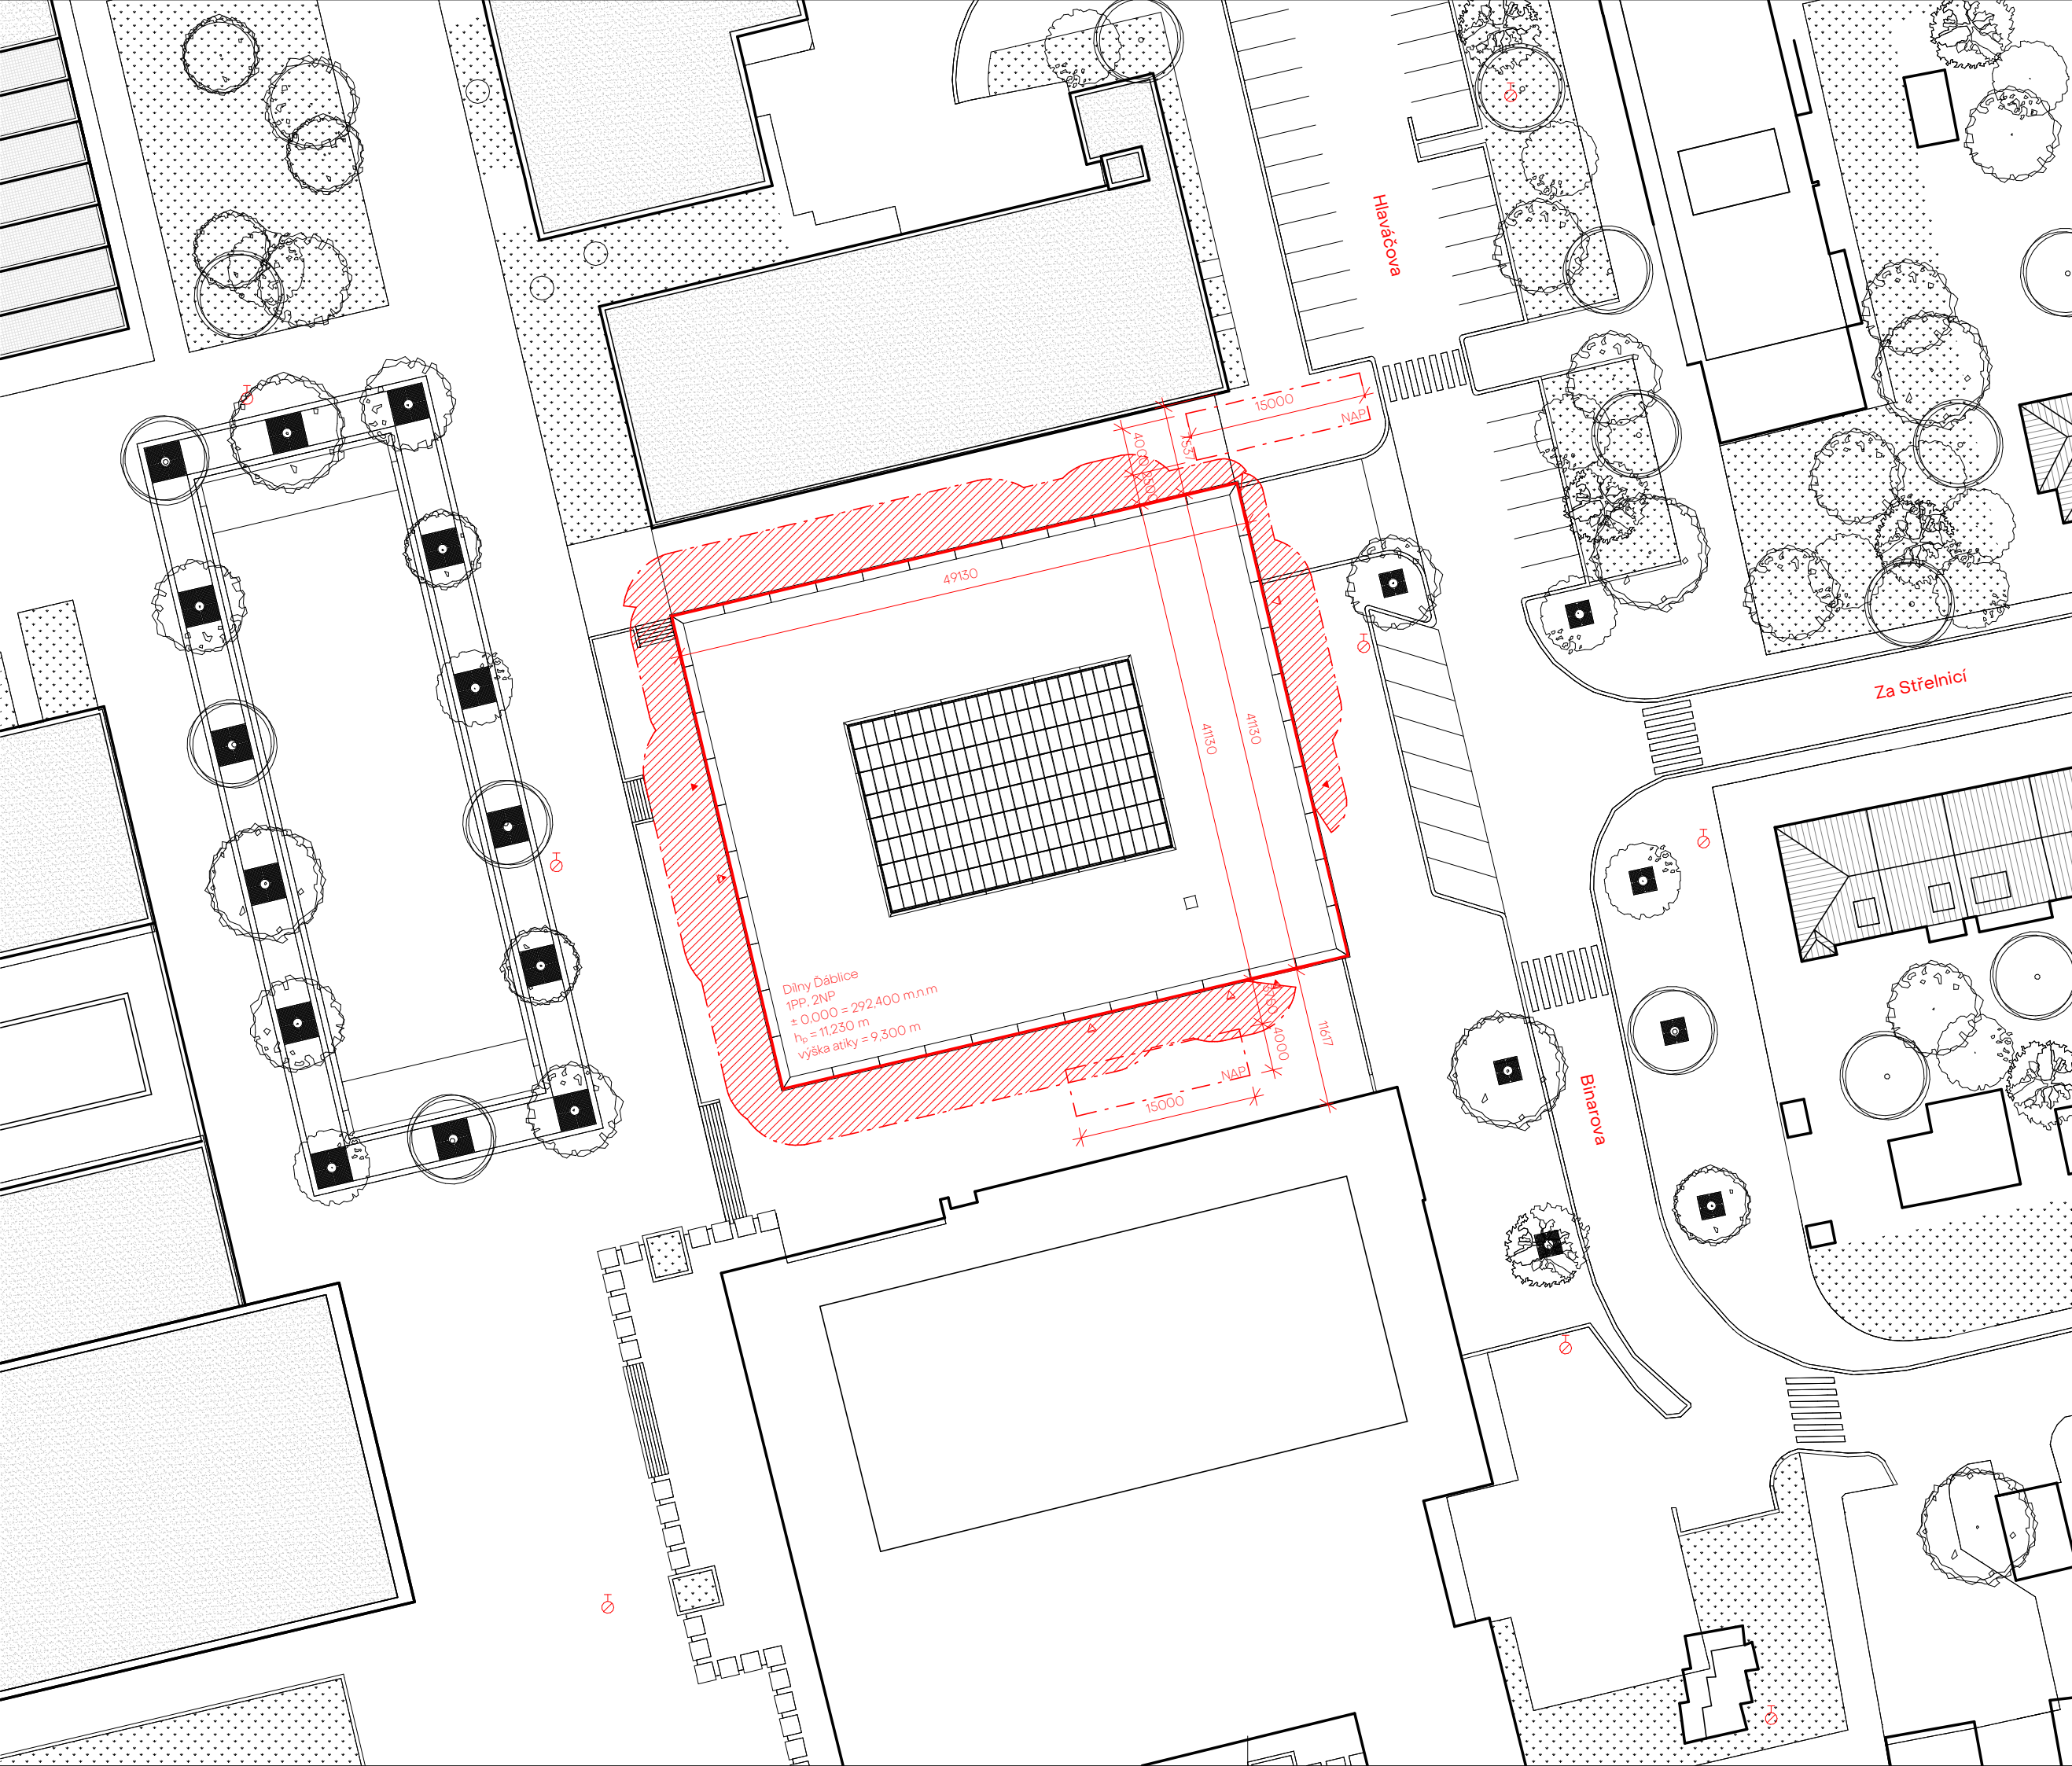 Hlaváčova
15000
NAP
4000
7537
49130
Za Střelnicí
41130
41130
Dílny Ďáblice
1PP, 2NP
± 0,000 = 292,400 m.n.m
hₚ = 11,230 m
výška atiky = 9,300 m
4000
11617
NAP
15000
Binarova